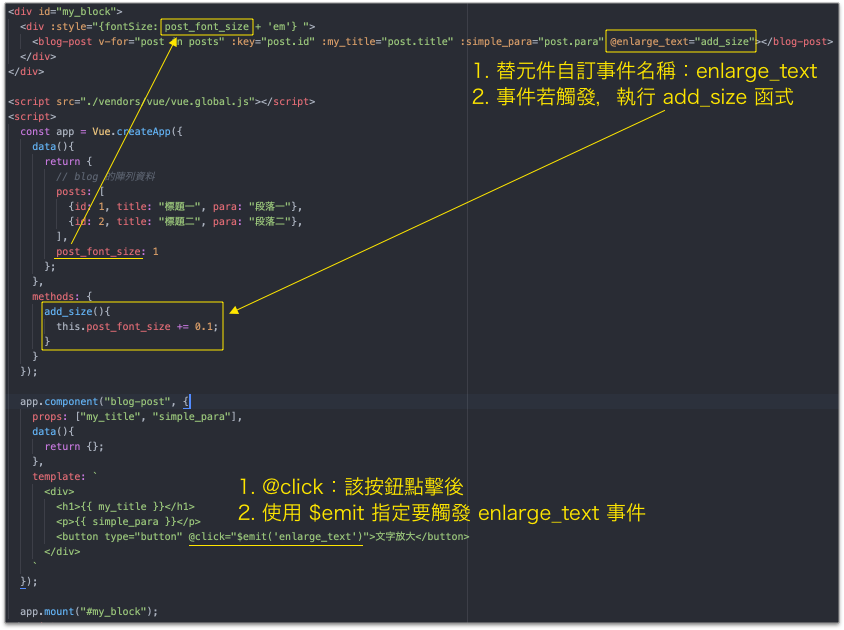 <div id="my_block">
<div :style="{fontSize: post_font_size + 'em'} ">
<blog-post v-for="post in posts" :key="post.id" :my_title="post.title" :simple_para="post.para" @enlarge_text="add_size"></blog-post>
</div>
</div>
1. 替元件自訂事件名稱：enlarge_text
2. 事件若觸發，執行 add_size 函式
<script src="./vendors/vue/vue.global.js"></script>
<script>
const app = Vue.createApp({
data(){
return {
// blog 的陣列資料
posts: [
{id: 1, title: "標題一", para: "段落一"},
{id: 2, title: "標題二", para: "段落二"},
],
post_font_size: 1
};
},
methods: {
add_size(){
this.post_font_size += 0.1;
}
}
});
app.component("blog-post", {
props: ["my_title", "simple_para"],
data(){
return {};
},
template: `
<div>
<h1>{{ my_title }}</h1>
<p>{{ simple_para }}</p>
<button type="button" @click="$emit('enlarge_text')">文字放大</button>
</div>
`
});
1. @click：該按鈕點擊後
2. 使用 $emit 指定要觸發 enlarge_text 事件
app.mount("#my_block");